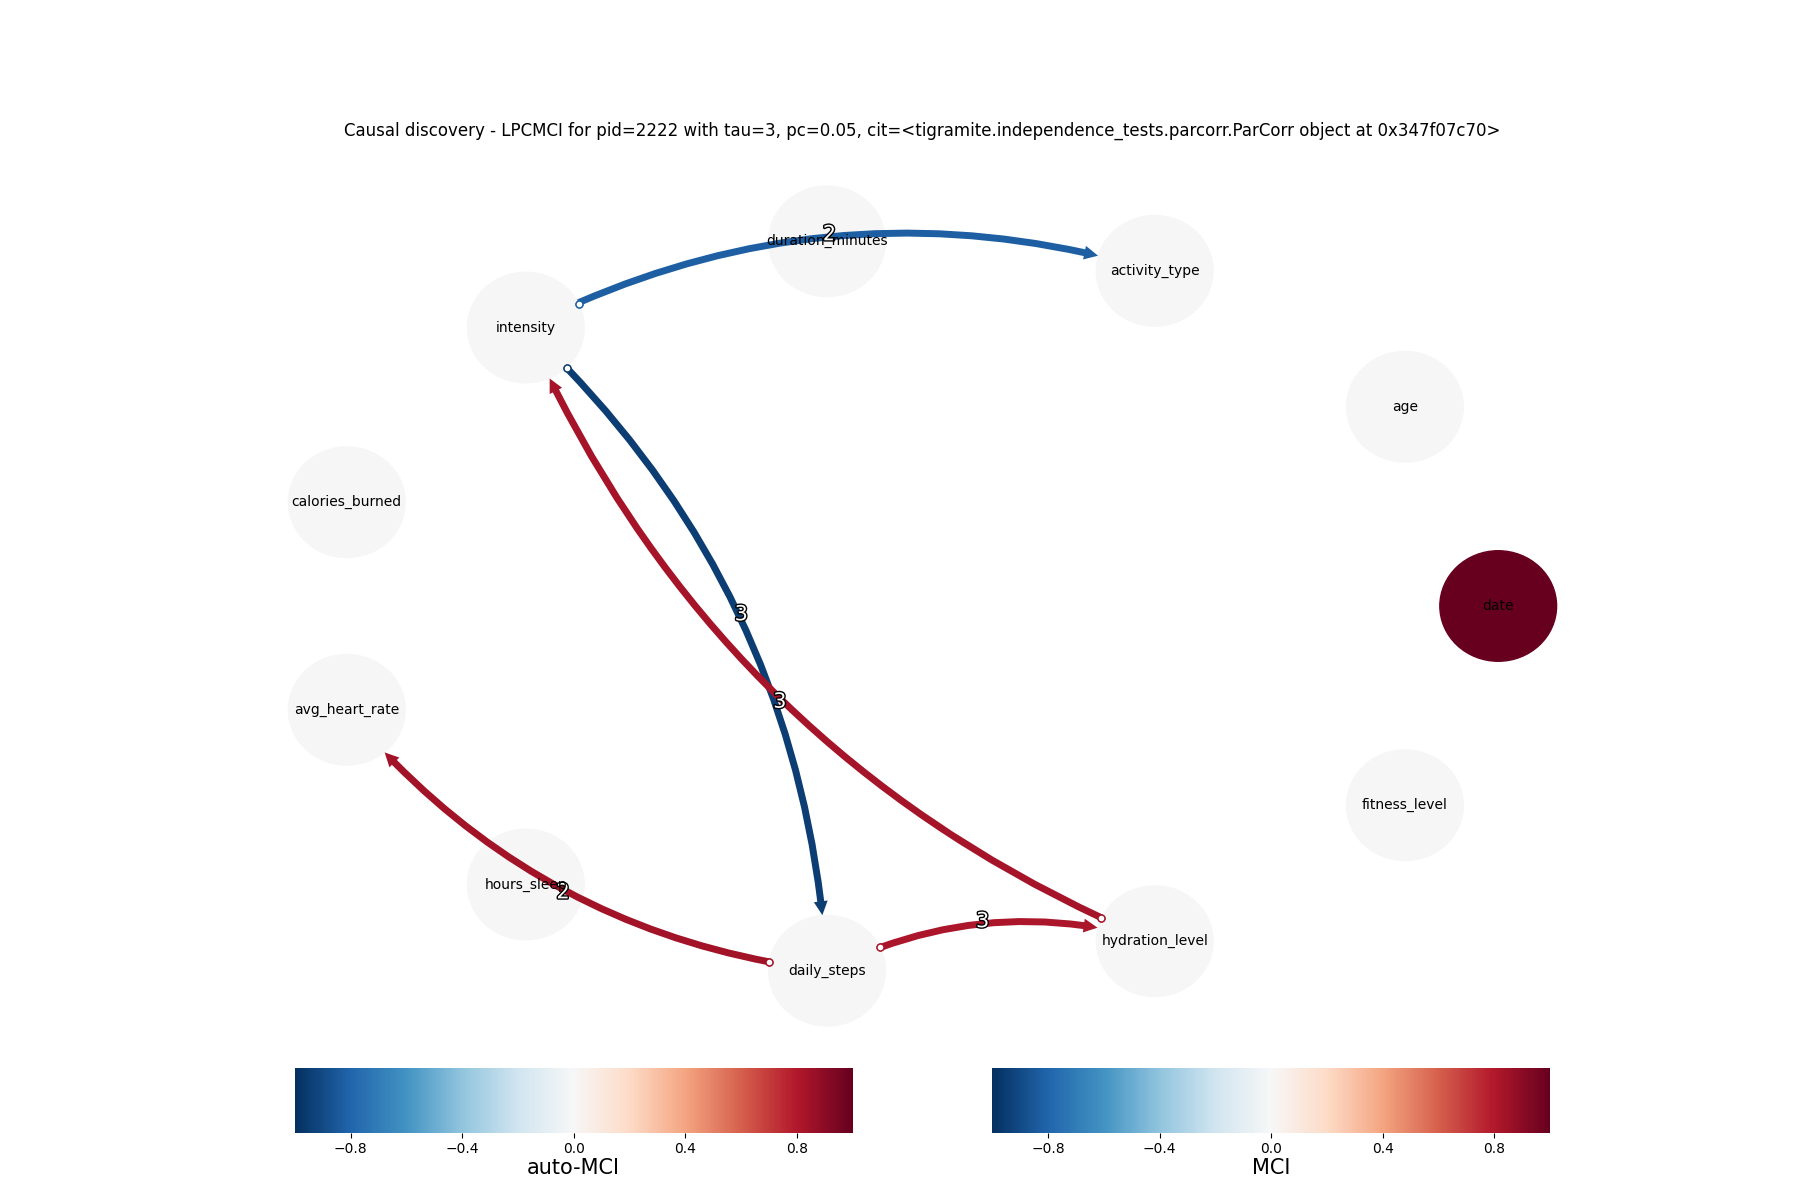 Causal discovery - LPCMCI for pid=2222 with tau=3, pc=0.05, cit=<tigramite.independence_tests.parcorr.ParCorr object at 0x347f07c70>
2
duration_minutes
activity_type
intensity
age
calories_burned
date
3
3
avg_heart_rate
fitness_level
hours_sleep
2
3
hydration_level
daily_steps
−0.8 −0.4 0.0 0.4 0.8
auto-MCI
−0.8 −0.4 0.0 0.4 0.8
MCI